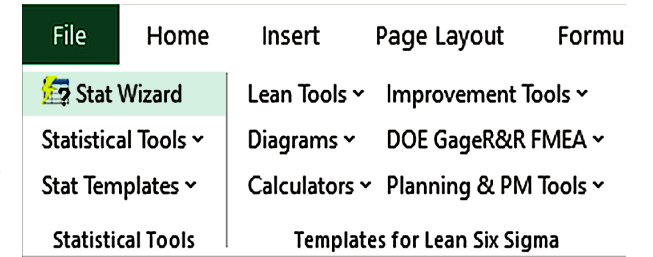 File Home Insert Page Layout Formu
Stat Wizard Lean Tools Improvement Tools
Statistical Tools Diagrams DOE GageR&R FMEA
Stat Templates Calculators Planning & PM Tools
Statistical Tools Templates for Lean Six Sigma